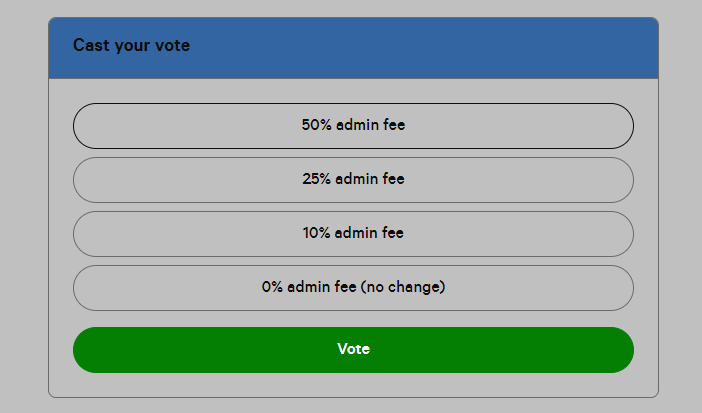 Cast your vote
50% admin fee
25% admin fee
10% admin fee
0% admin fee (no change)
Vote